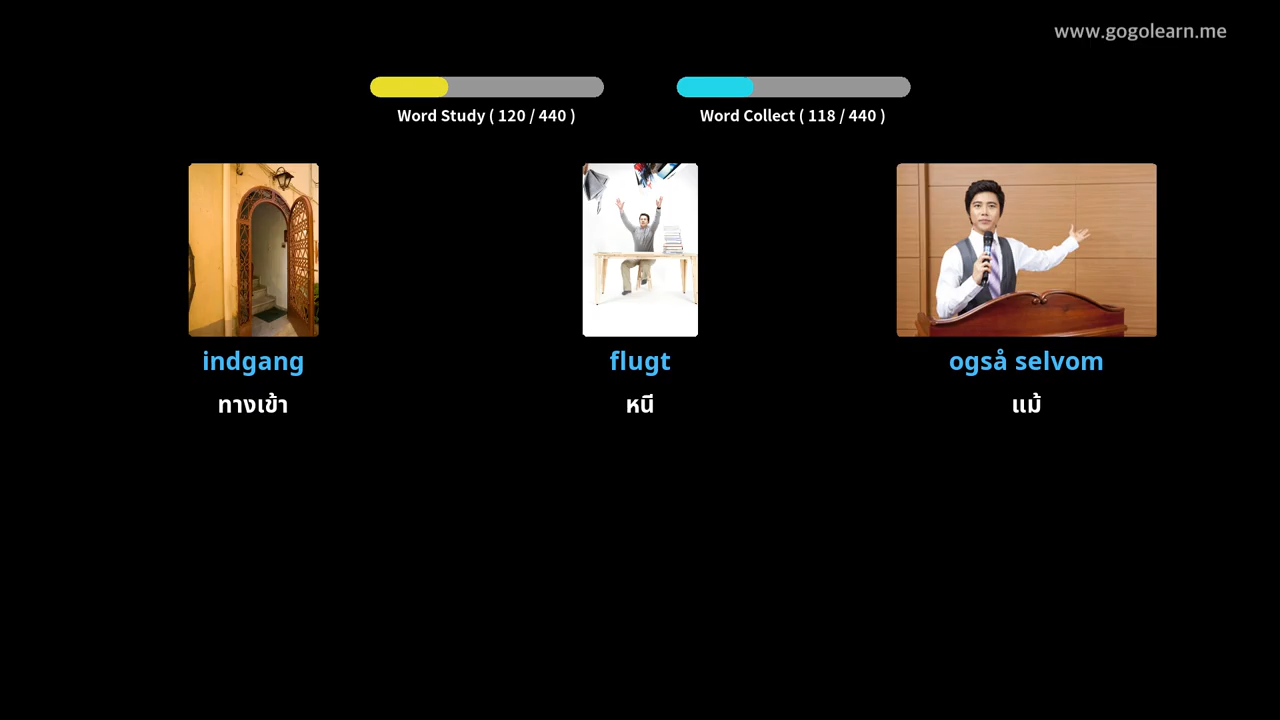 www.gogolearn.me
Word Study ( 120 / 440 )
Word Collect ( 118 / 440 )
indgang
flugt
også selvom
ทางเข้า
หนี
แม้